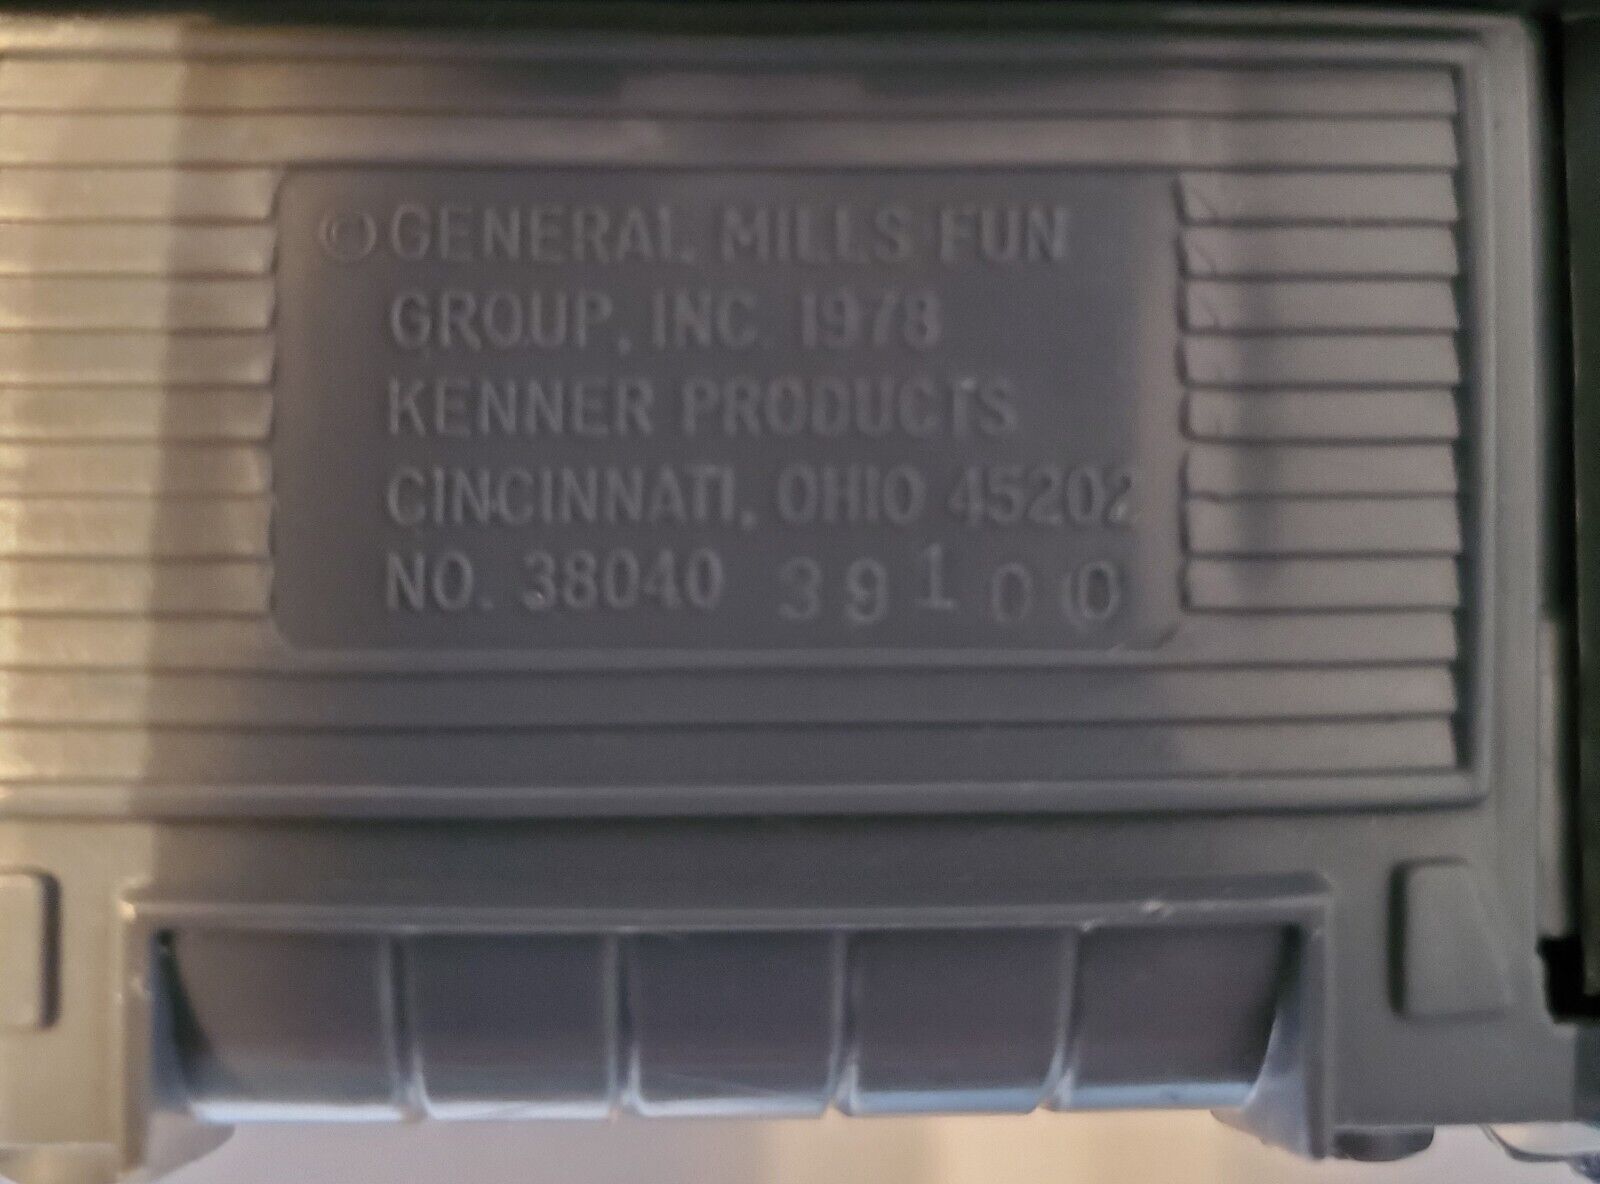 ©GENERAL MILLS FUN
GROUP, INC. 1978
KENNER PRODUCTS
CINCINNATI, OHIO 45202
NO. 38040 39100